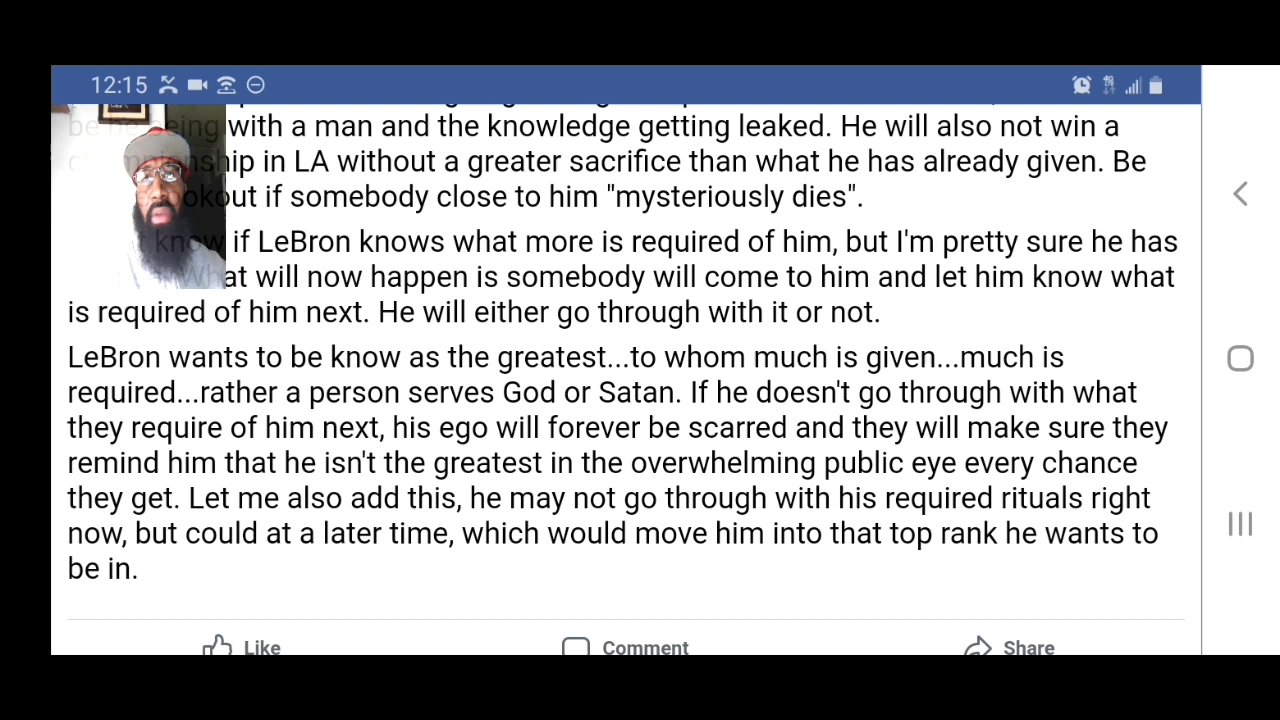 12:15
with a man and the knowledge getting leaked. He will also not win a
in LA without a greater sacrifice than what he has already given. Be
if somebody close to him "mysteriously dies".
know if LeBron knows what more is required of him, but I'm pretty sure he has
What will now happen is somebody will come to him and let him know what
is required of him next. He will either go through with it or not.
LeBron wants to be know as the greatest...to whom much is given...much is
required...rather a person serves God or Satan. If he doesn't go through with what
they require of him next, his ego will forever be scarred and they will make sure they
remind him that he isn't the greatest in the overwhelming public eye every chance
they get. Let me also add this, he may not go through with his required rituals right
now, but could at a later time, which would move him into that top rank he wants to
be in.
Like Comment Share